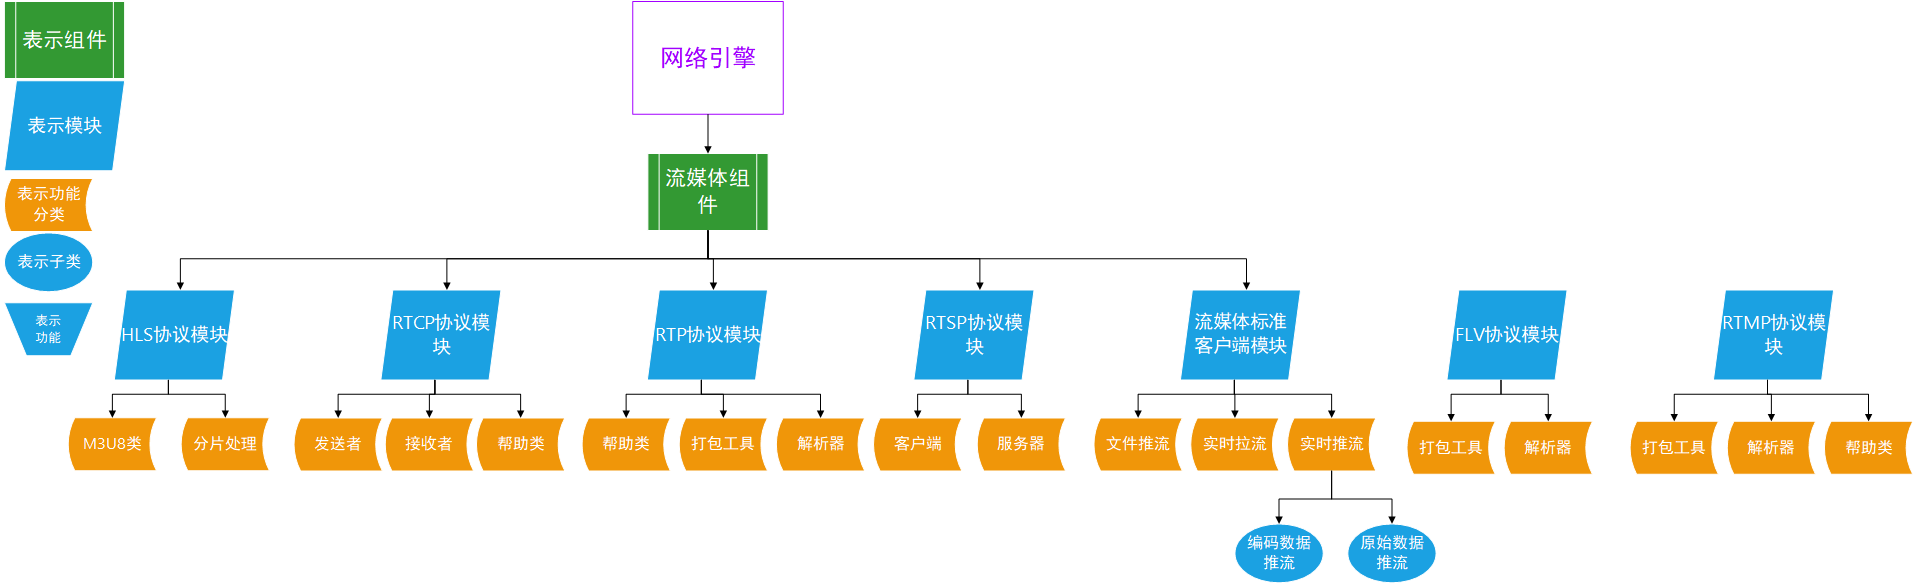 表示组件
表示模块
表示功能
分类
表示子类
表示
功能
网络引擎
流媒体组
件
HLS协议模块
RTCP协议模
块
RTP协议模块
RTSP协议模
块
流媒体标准
客户端模块
FLV协议模块
RTMP协议模
块
M3U8类
分片处理
发送者
接收者
帮助类
帮助类
打包工具
解析器
客户端
服务器
文件推流
实时拉流
实时推流
打包工具
解析器
打包工具
解析器
帮助类
编码数据
推流
原始数据
推流